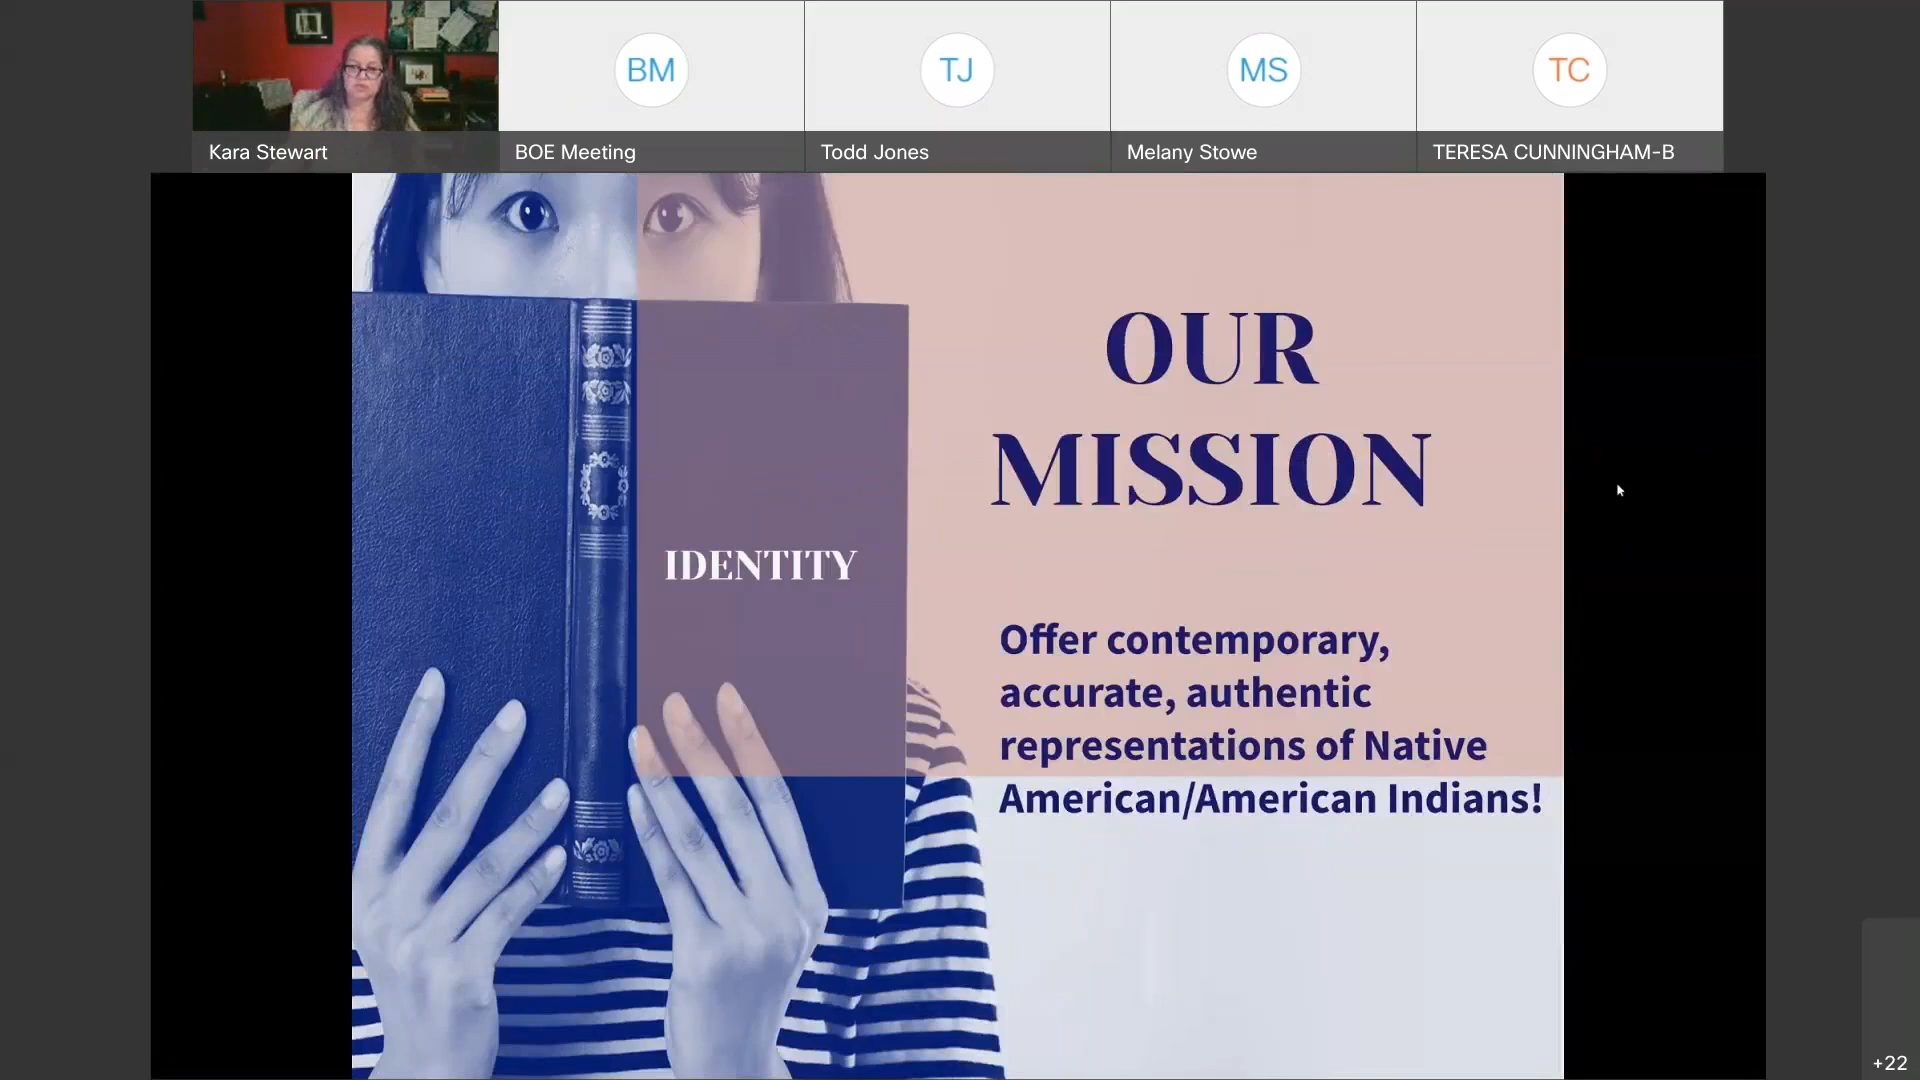 BM
TJ
MS
TC
Kara Stewart
BOE Meeting
Todd Jones
Melany Stowe
TERESA CUNNINGHAM-B
OUR
MISSION
IDENTITY
Offer contemporary,
accurate, authentic
representations of Native
American/American Indians!
+22